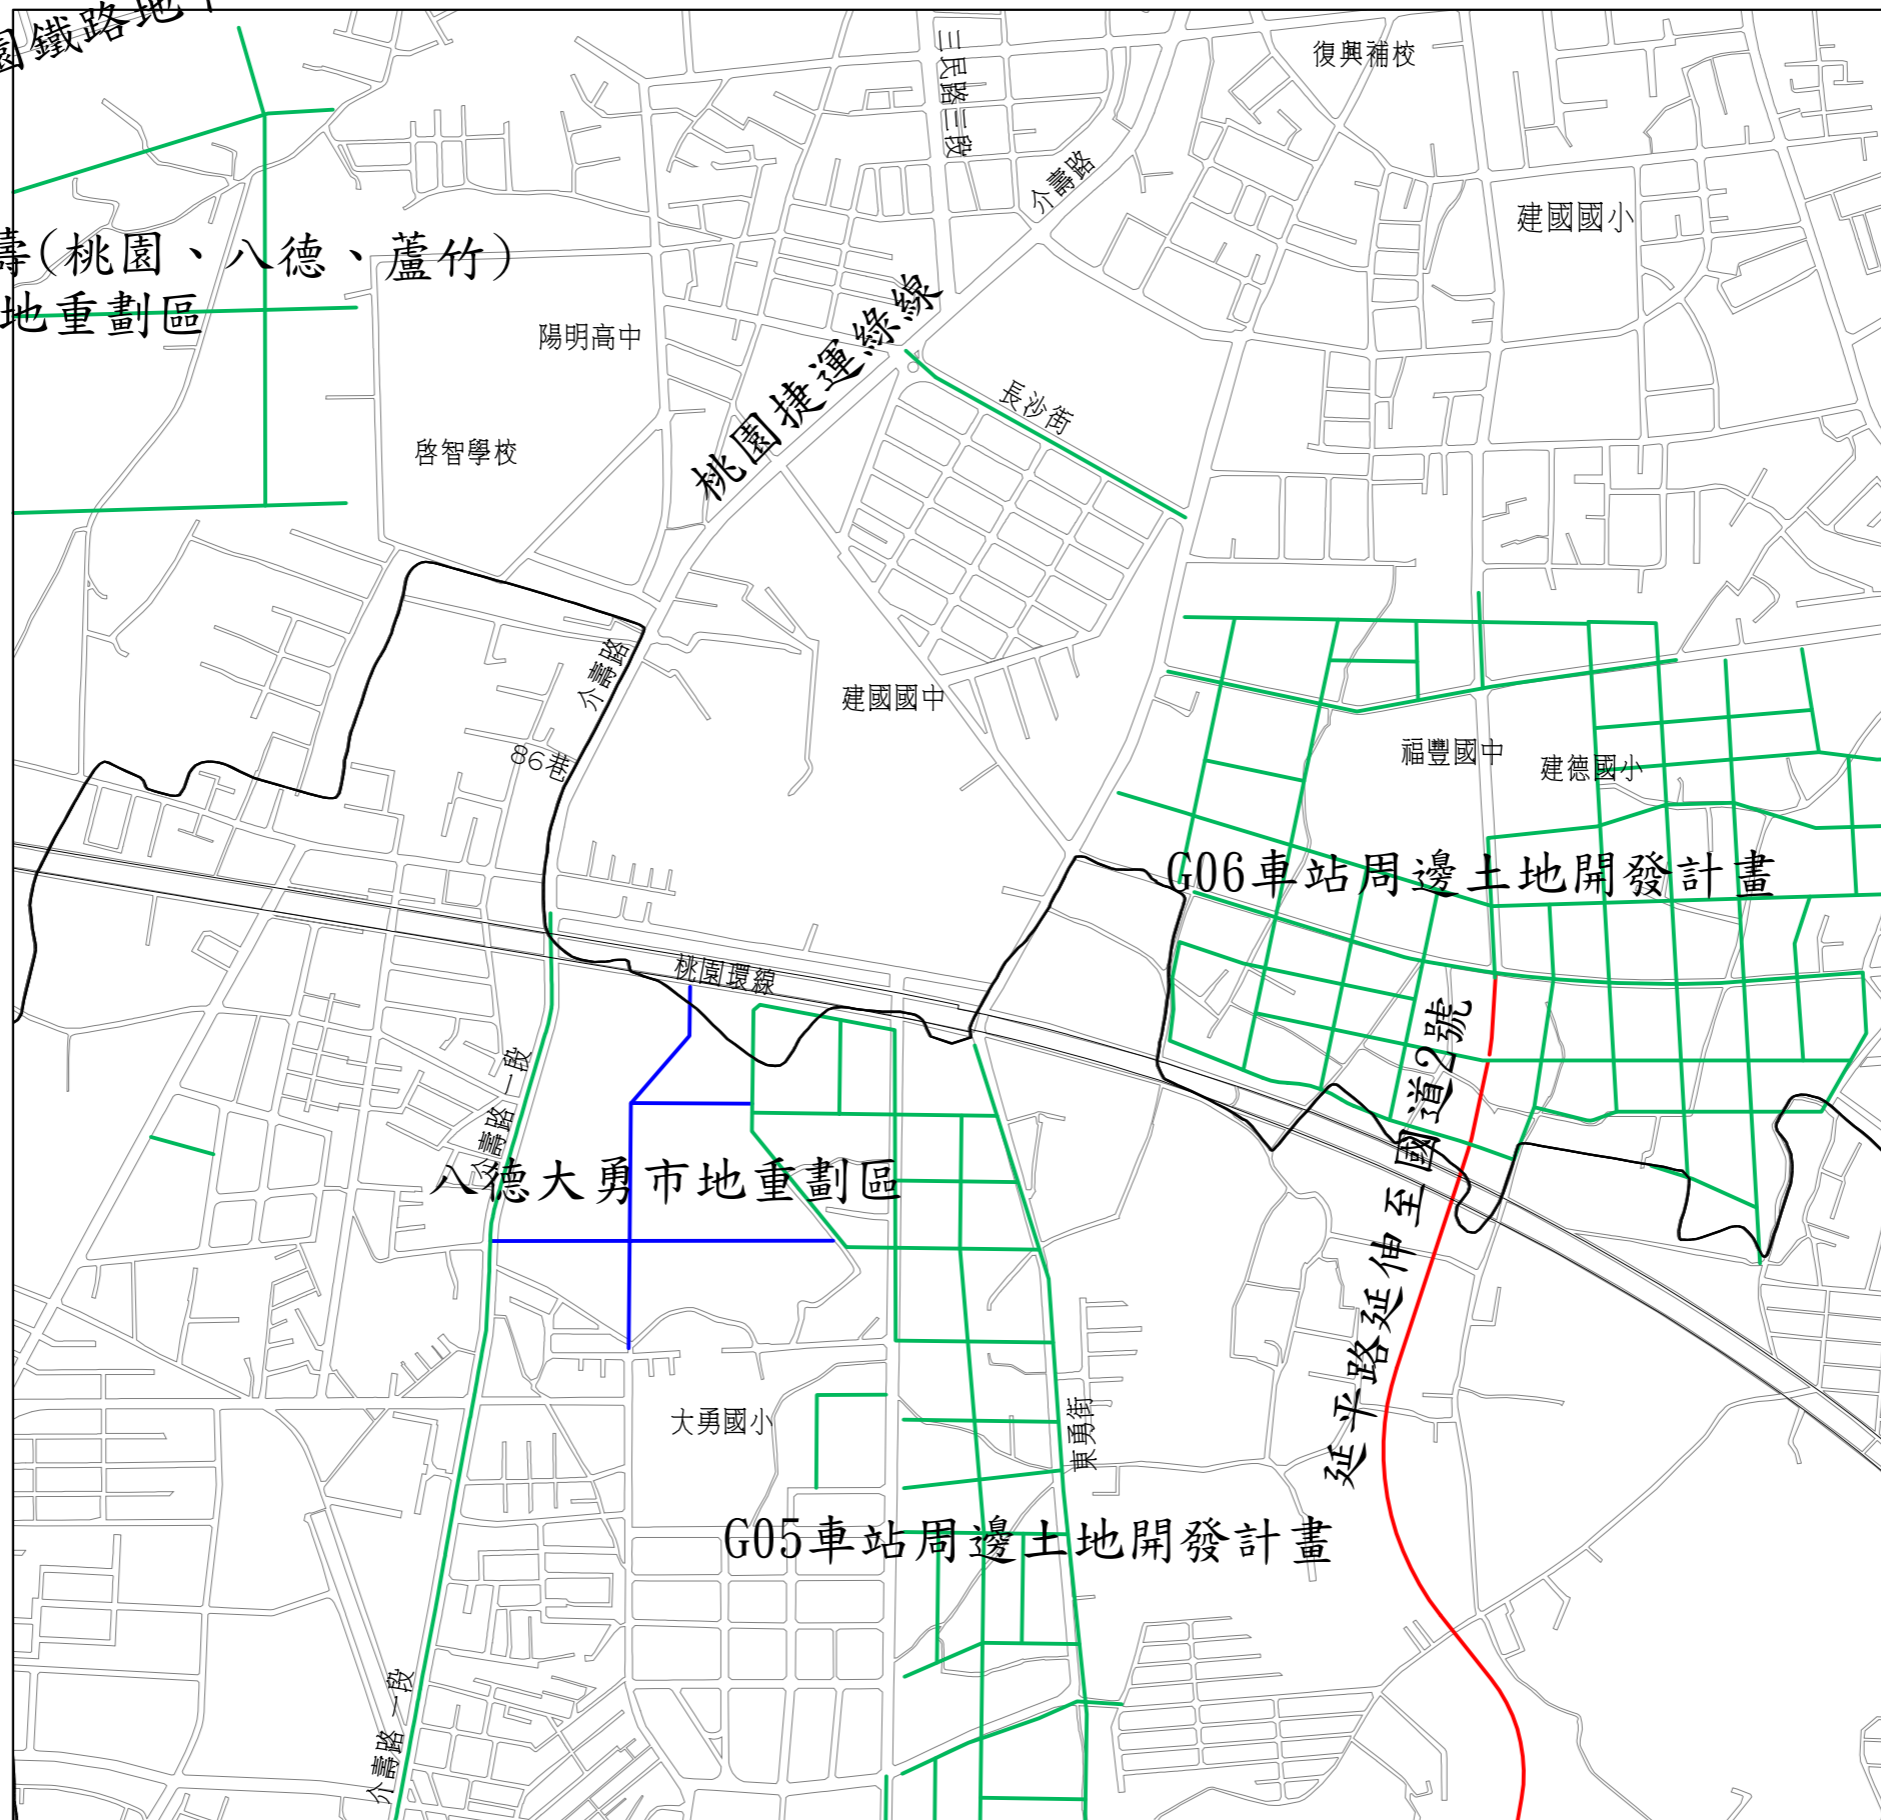 園鐵路地
三民路三段
復興補校
介壽路
建國國小
壽(桃園、八德、蘆竹)
地重劃區
陽明高中
桃園捷運綠線
長沙街
啓智學校
介壽路
建國國中
86巷
福豐國中
建德國小
G06車站周邊土地開發計畫
桃園環線
延平路延伸至國道2號
介壽路一段
八德大勇市地重劃區
大勇國小
東勇街
G05車站周邊土地開發計畫
介壽路一段